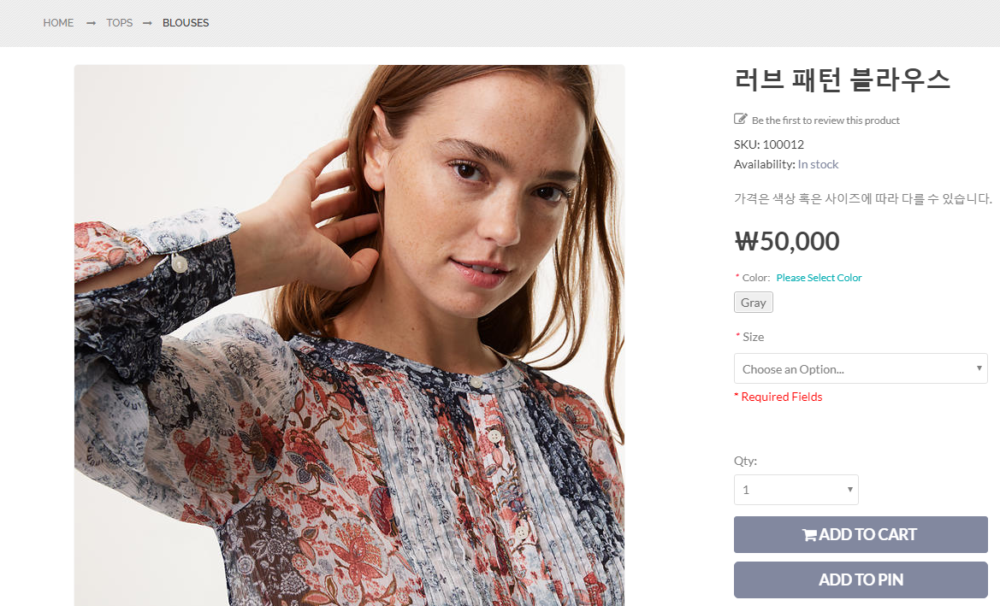 HOME → TOPS → BLOUSES
러브 패턴 블라우스
Be the first to review this product
SKU: 100012
Availability: In stock
가격은 색상 혹은 사이즈에 따라 다를 수 있습니다.
₩50,000
* Color: Please Select Color
Gray
* Size
Choose an Option...
* Required Fields
Qty:
1
ADD TO CART
ADD TO PIN